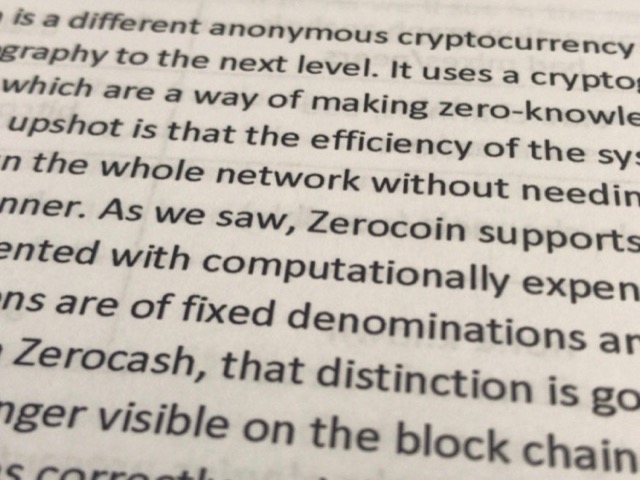 is a different anonymous cryptocurrency
graphy to the next level. It uses a crypto
which are a way of making zero-knowle
upshot is that the efficiency of the sys
n the whole network without needin
nner. As we saw, Zerocoin supports
ented with computationally expen
ns are of fixed denominations an
Zerocash, that distinction is go
nger visible on the block chain
s correctly